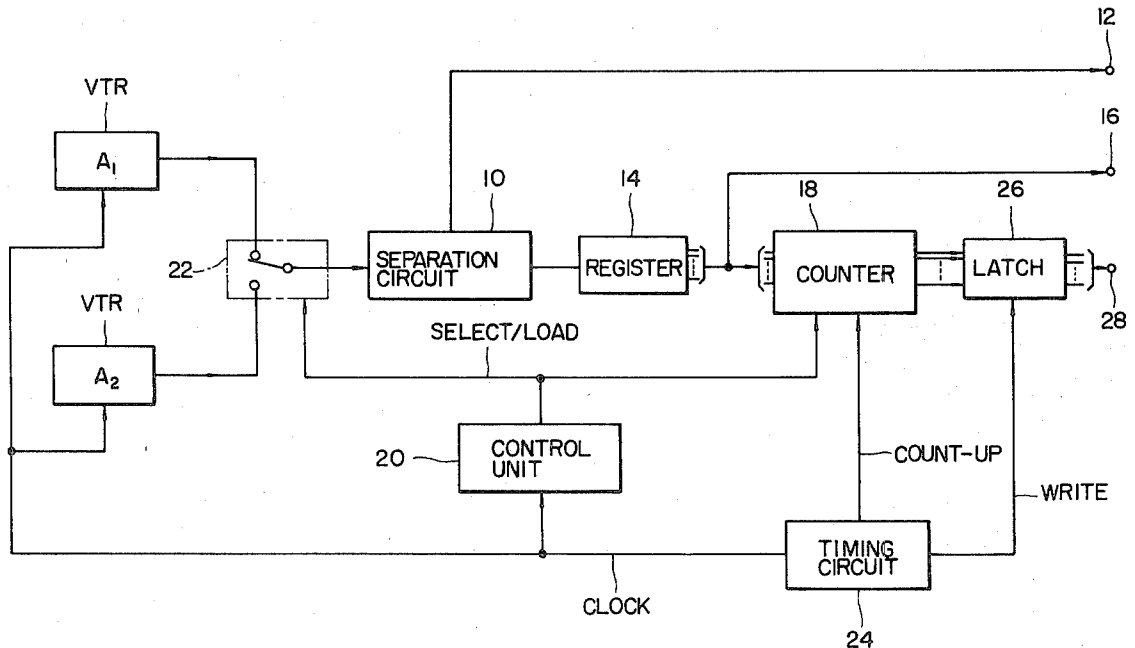 12
VTR
16
A1
10
14
18
26
22
SEPARATION
CIRCUIT
REGISTER
COUNTER
LATCH
VTR
28
SELECT/LOAD
A2
20
CONTROL
UNIT
COUNT-UP
WRITE
TIMING
CIRCUIT
CLOCK
24